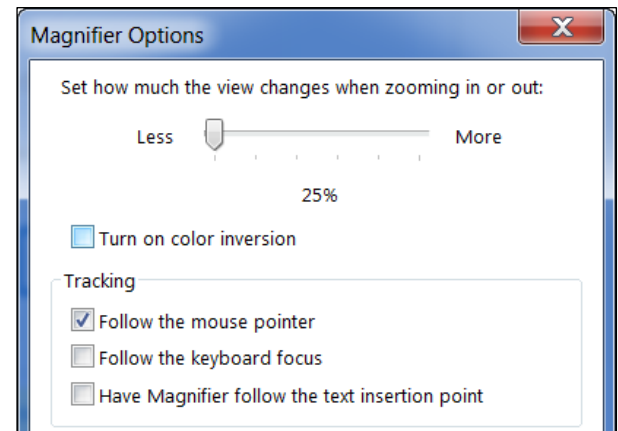 Magnifier Options
Set how much the view changes when zooming in or out:
Less More
25%
Turn on color inversion
Tracking
Follow the mouse pointer
Follow the keyboard focus
Have Magnifier follow the text insertion point